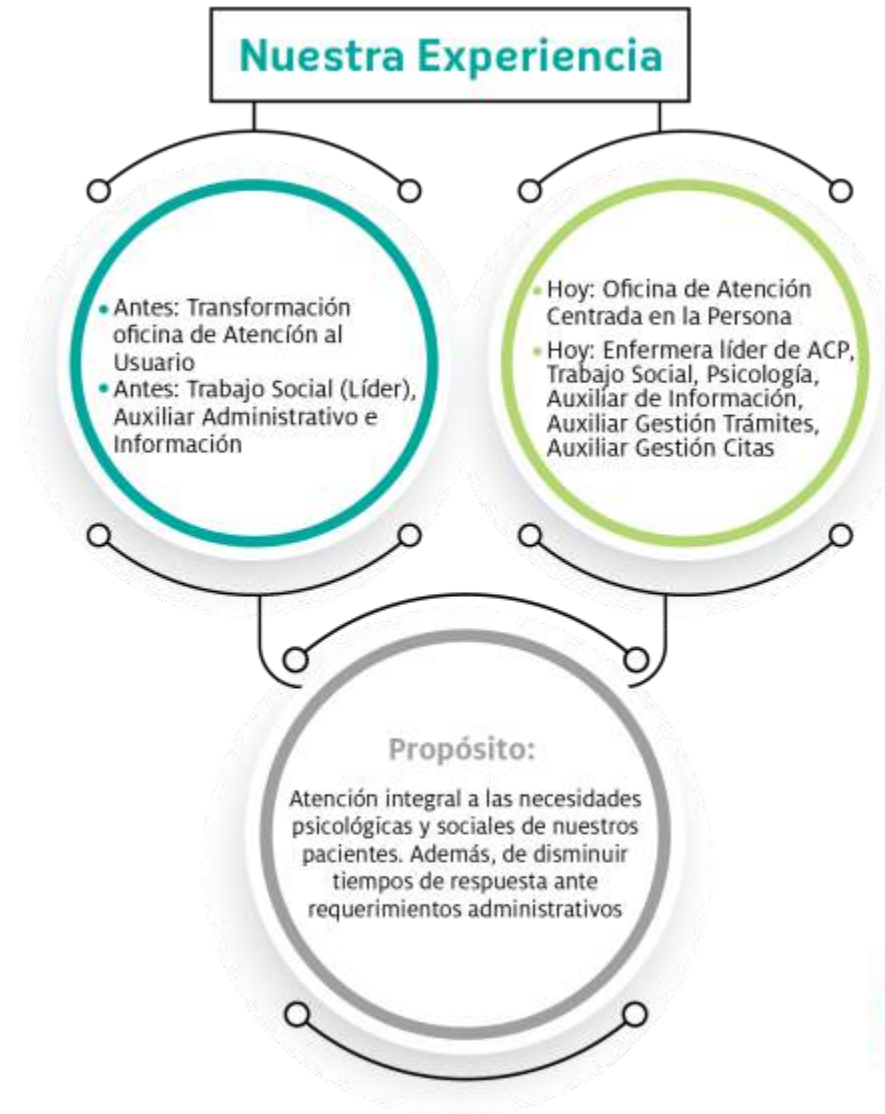 Nuestra Experiencia
• Antes: Transformación
oficina de Atención al
Usuario
• Antes: Trabajo Social (Líder),
Auxiliar Administrativo e
Información
• Hoy: Oficina de Atención
Centrada en la Persona
• Hoy: Enfermera líder de ACP,
Trabajo Social, Psicología,
Auxiliar de Información,
Auxiliar Gestión Trámites,
Auxiliar Gestión Citas
Propósito:
Atención integral a las necesidades
psicológicas y sociales de nuestros
pacientes. Además, de disminuir
tiempos de respuesta ante
requerimientos administrativos